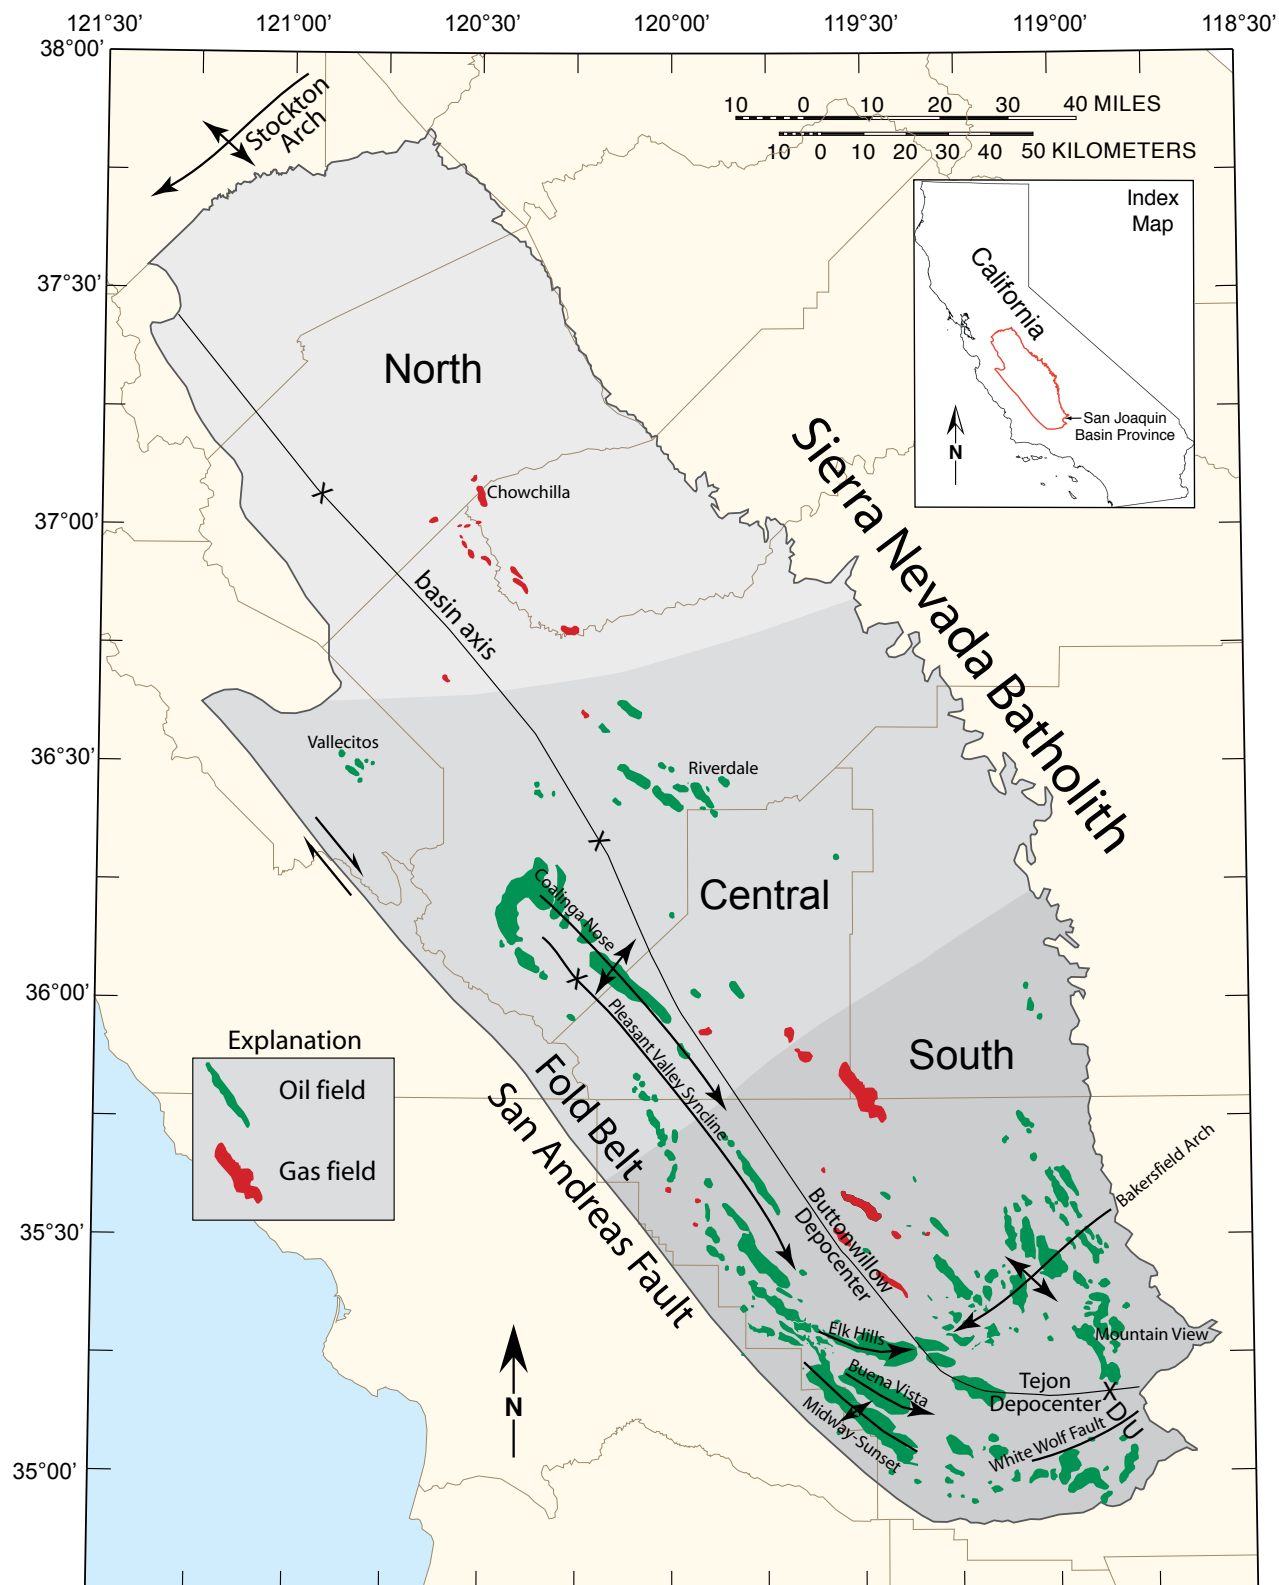 121°30'
121°00'
120°30'
120°00'
119°30'
119°00'
118°30'
38°00'
37°30'
37°00'
36°30'
36°00'
35°30'
35°00'
Stockton
Arch
10 0 10 20 30 40 MILES
10 0 10 20 30 40 50 KILOMETERS
Index
Map
California
San Joaquin
Basin Province
N
North
Chowchilla
basin axis
Sierra Nevada Batholith
Vallecitos
Riverdale
Central
Coalinga Nose
Pleasant Valley Syncline
South
Explanation
Oil field
Gas field
Fold Belt
San Andreas Fault
Buttonwillow
Depocenter
Bakersfield Arch
Elk Hills
Mountain View
Buena Vista
Midway-Sunset
Tejon
Depocenter
D U
White Wolf Fault
N